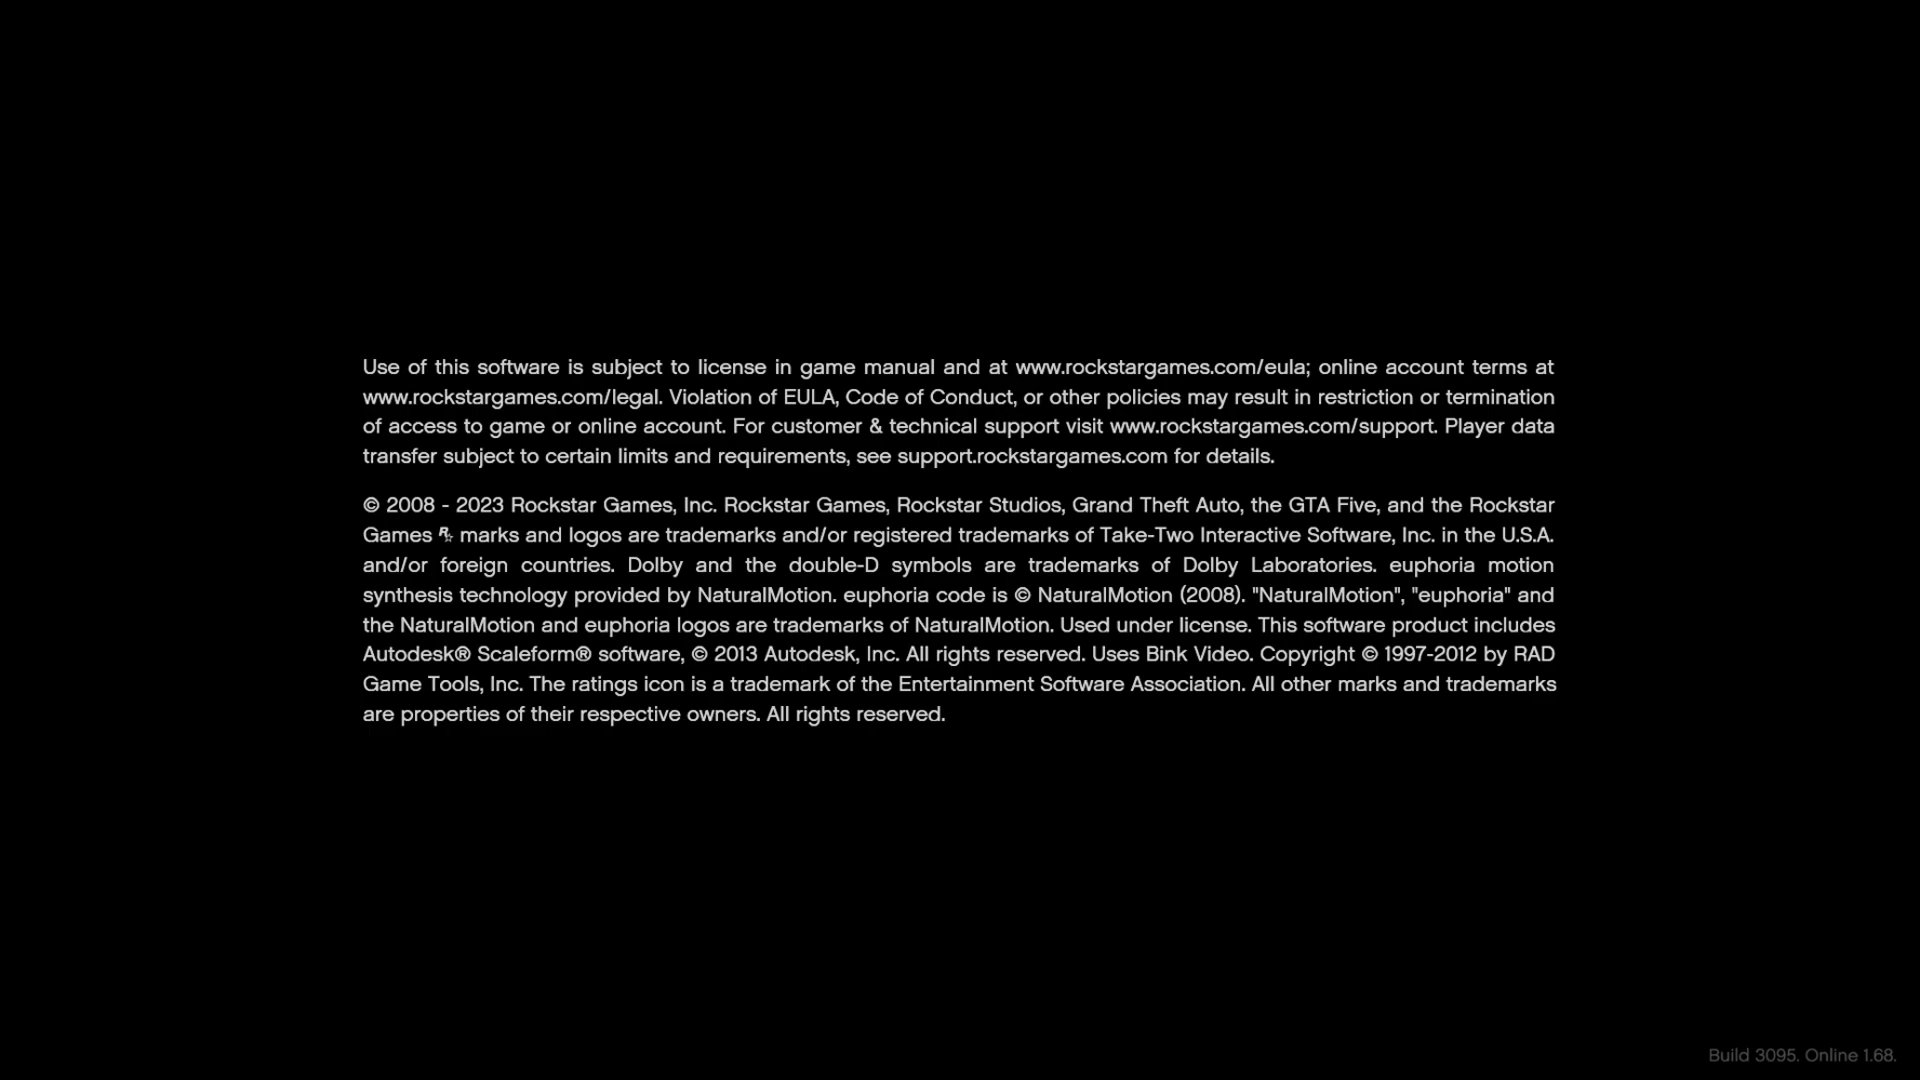 Use of this software is subject to license in game manual and at www.rockstargames.com/eula; online account terms at
www.rockstargames.com/legal. Violation of EULA, Code of Conduct, or other policies may result in restriction or termination
of access to game or online account. For customer & technical support visit www.rockstargames.com/support. Player data
transfer subject to certain limits and requirements, see support.rockstargames.com for details.
© 2008 - 2023 Rockstar Games, Inc. Rockstar Games, Rockstar Studios, Grand Theft Auto, the GTA Five, and the Rockstar
Games R★ marks and logos are trademarks and/or registered trademarks of Take-Two Interactive Software, Inc. in the U.S.A.
and/or foreign countries. Dolby and the double-D symbols are trademarks of Dolby Laboratories. euphoria motion
synthesis technology provided by NaturalMotion. euphoria code is © NaturalMotion (2008). "NaturalMotion", "euphoria" and
the NaturalMotion and euphoria logos are trademarks of NaturalMotion. Used under license. This software product includes
Autodesk® Scaleform® software, © 2013 Autodesk, Inc. All rights reserved. Uses Bink Video. Copyright © 1997-2012 by RAD
Game Tools, Inc. The ratings icon is a trademark of the Entertainment Software Association. All other marks and trademarks
are properties of their respective owners. All rights reserved.
Build 3095. Online 1.68.